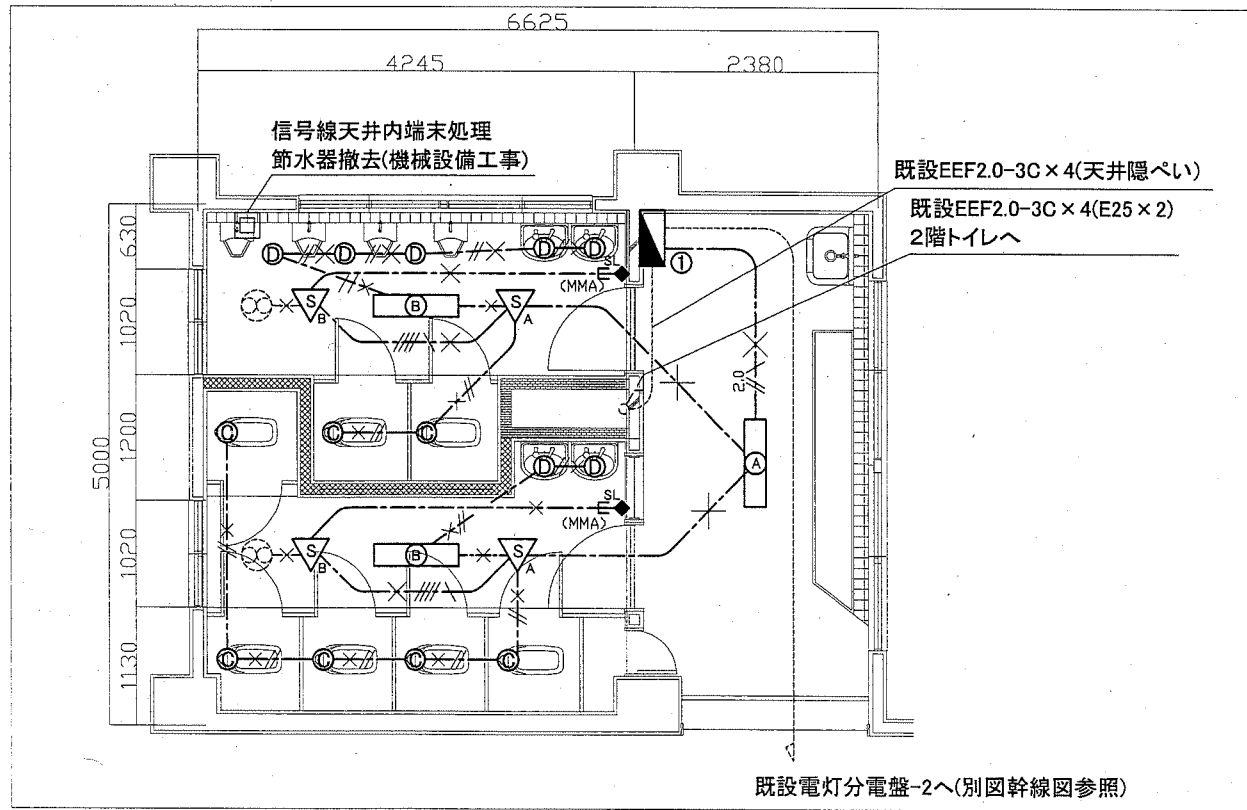 6625
4245
2380
信号線天井内端末処理
節水器撤去(機械設備工事)
既設EEF2.0-3C×4(天井隠ぺい)
既設EEF2.0-3C×4(E25×2)
2階トイレへ
630
1020
1200
1020
1130
5000
D D D D D
SL
(MMA)
①
S B
B
S A
2.0
C C C
A
D D
SL
(MMA)
S B
B
S A
C C C C
既設電灯分電盤-2へ(別図幹線図参照)